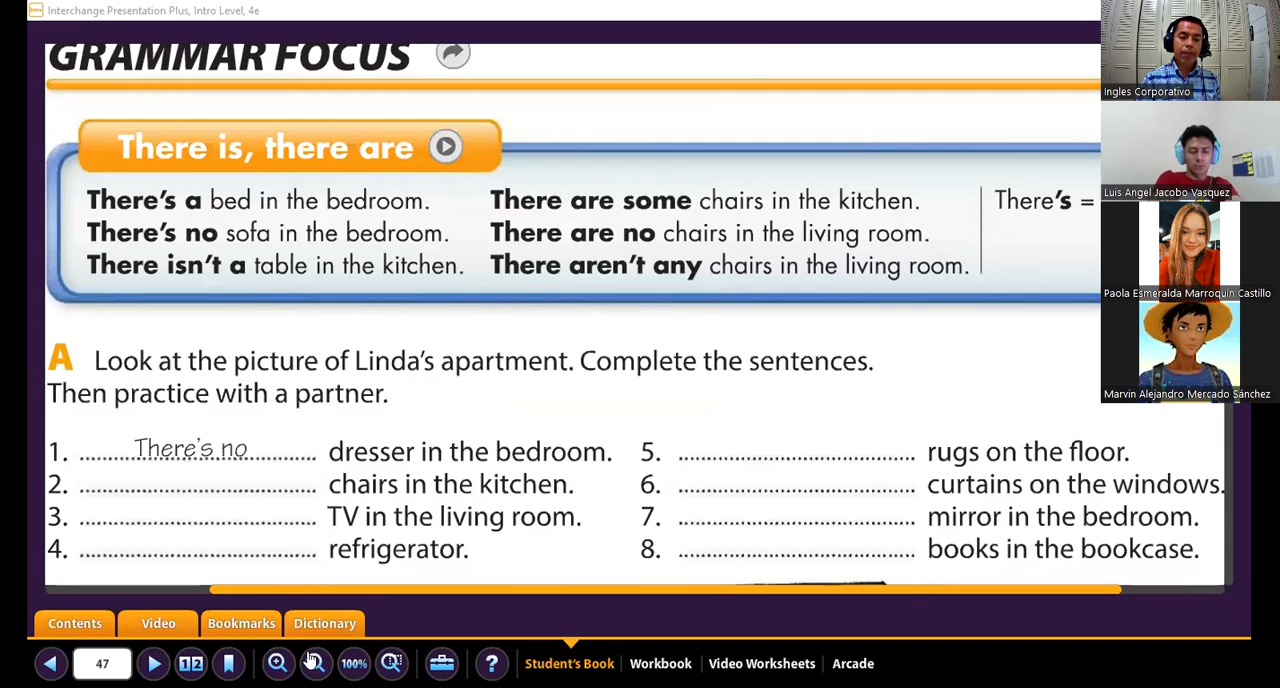 Intro
Interchange Presentation Plus, Intro Level, 4e
GRAMMAR FOCUS
There is, there are
There's a bed in the bedroom.
There's no sofa in the bedroom.
There isn't a table in the kitchen.
There are some chairs in the kitchen.
There are no chairs in the living room.
There aren't any chairs in the living room.
There's =
A Look at the picture of Linda's apartment. Complete the sentences.
Then practice with a partner.
1. There's no dresser in the bedroom.
2. chairs in the kitchen.
3. TV in the living room.
4. refrigerator.
5. rugs on the floor.
6. curtains on the windows.
7. mirror in the bedroom.
8. books in the bookcase.
Ingles Corporativo
Luis Angel Jacobo Vasquez
Paola Esmeralda Marroquin Castillo
Marvin Alejandro Mercado Sánchez
Contents Video Bookmarks Dictionary
47 12 100% ? Student's Book Workbook Video Worksheets Arcade